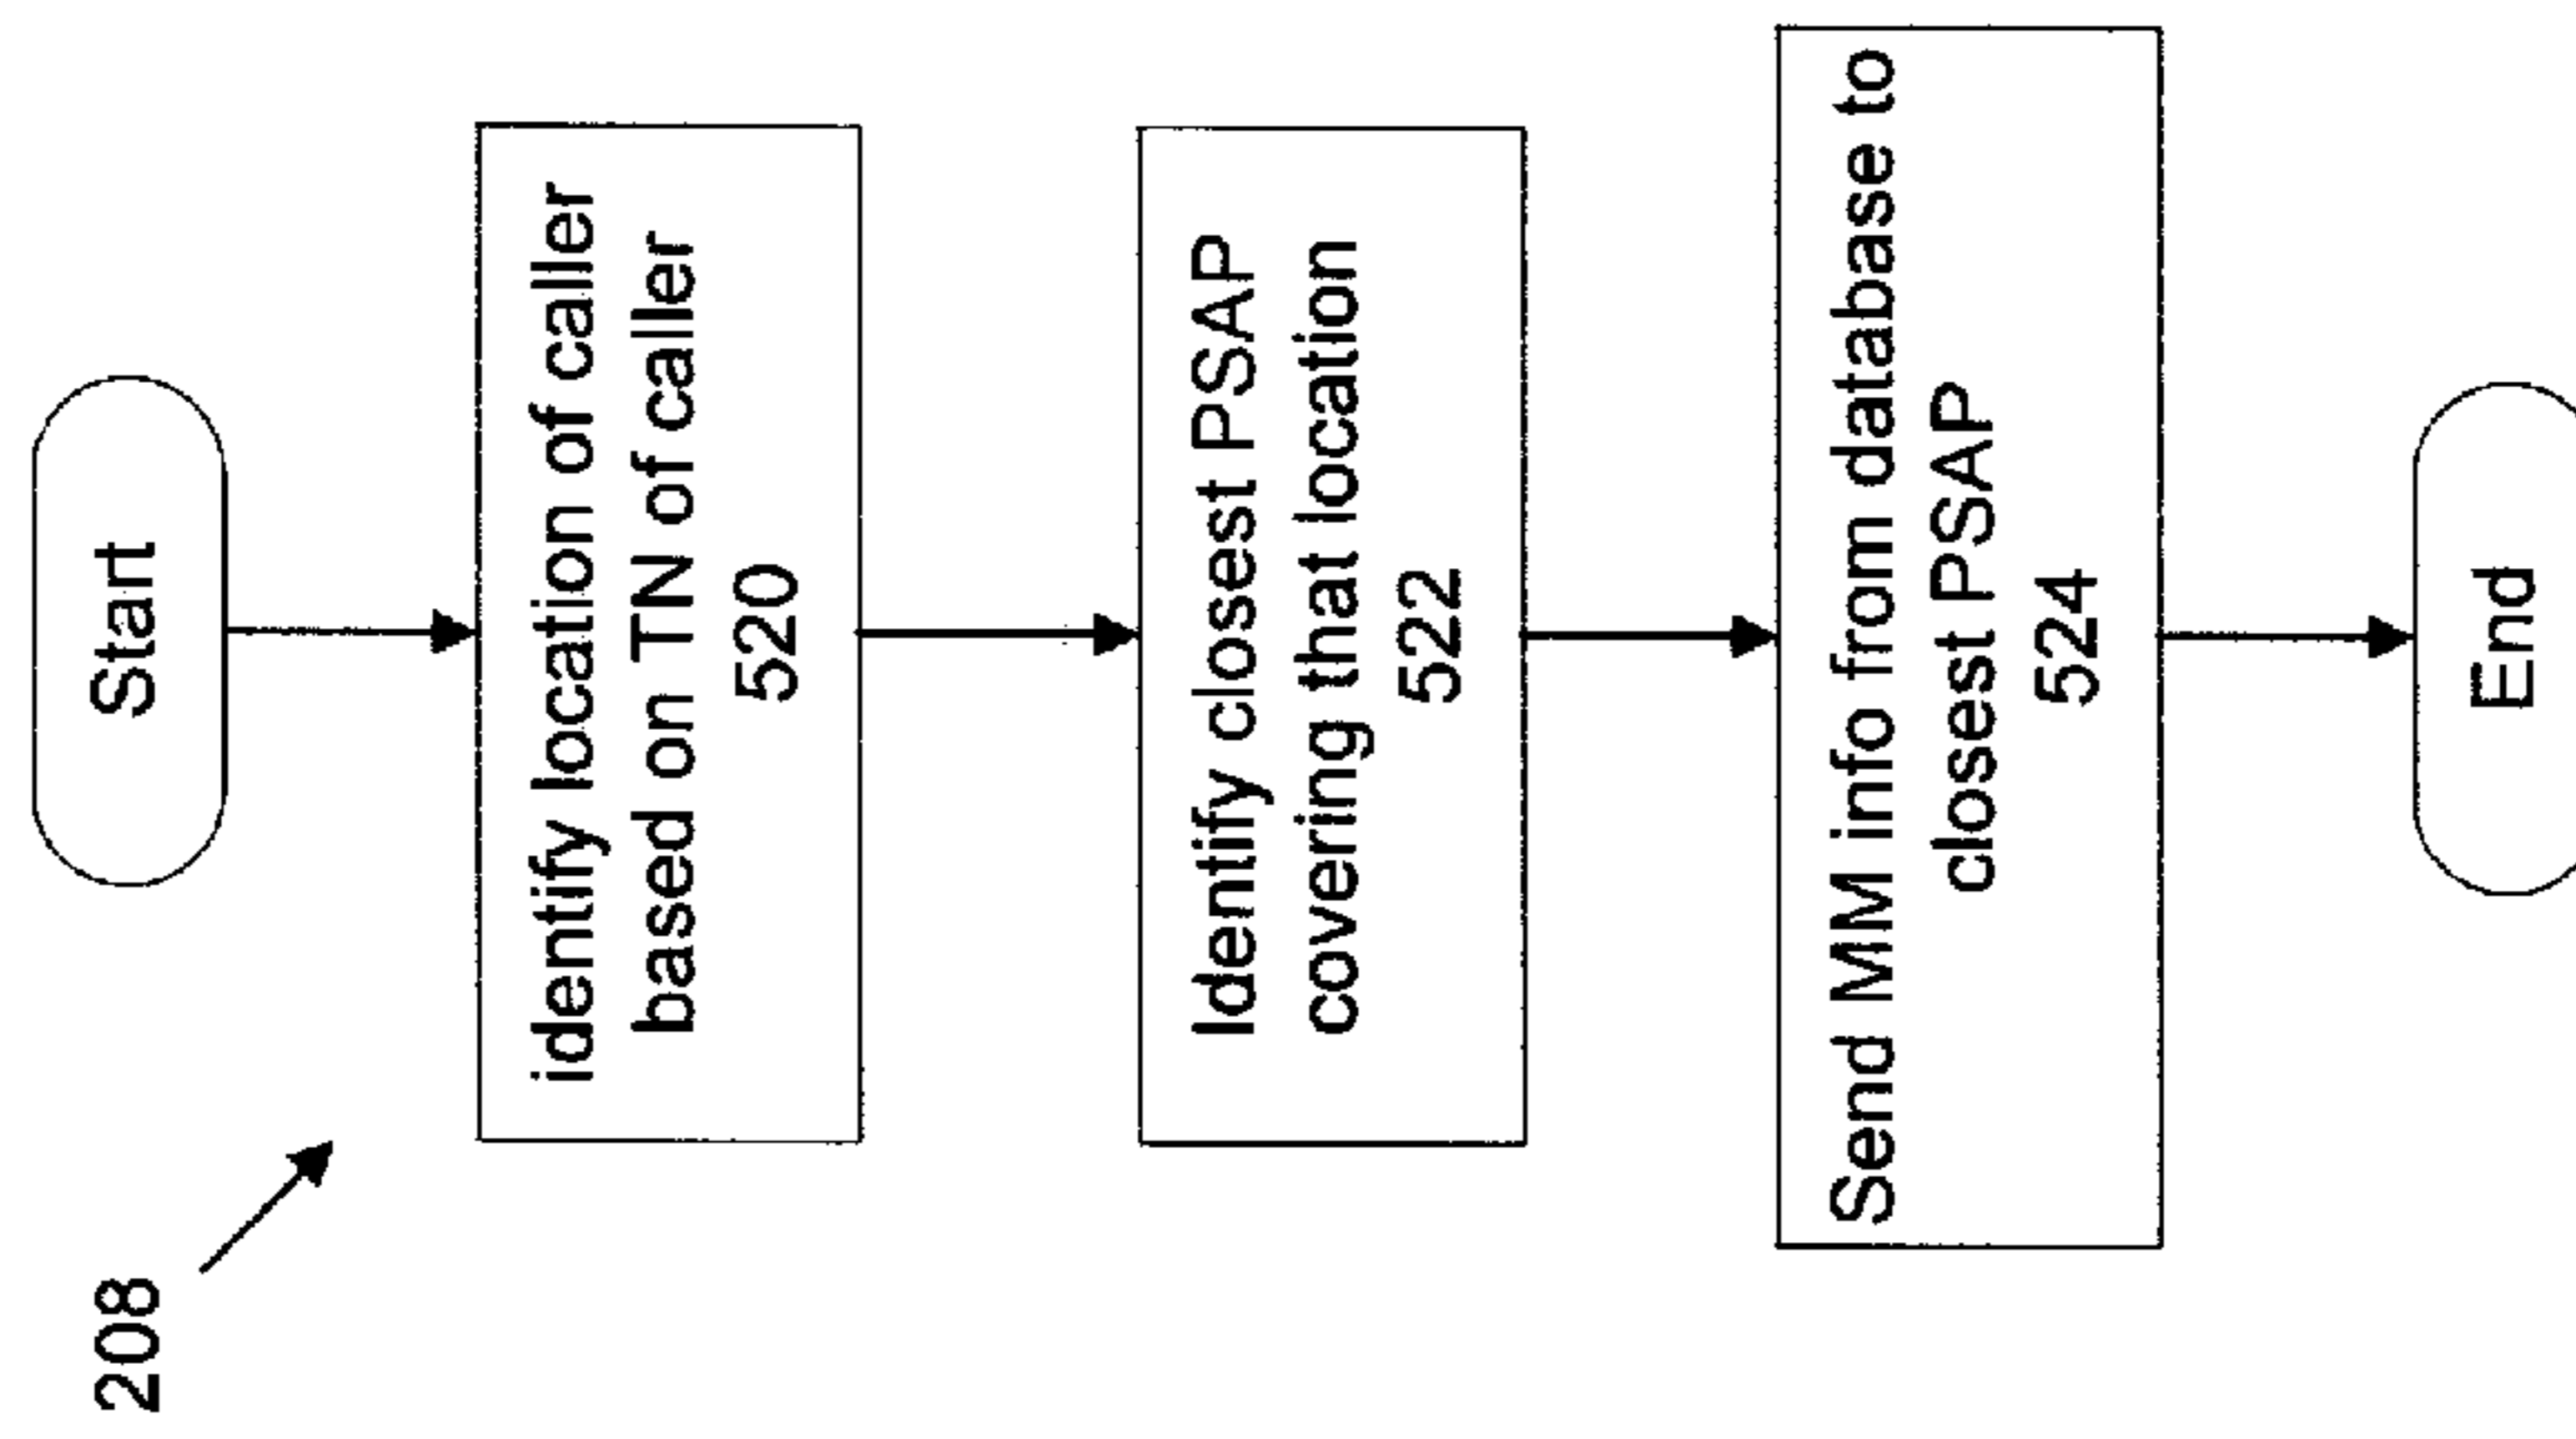 208
Start
identify location of caller
based on TN of caller
520
Identify closest PSAP
covering that location
522
Send MM info from database to
closest PSAP
524
End